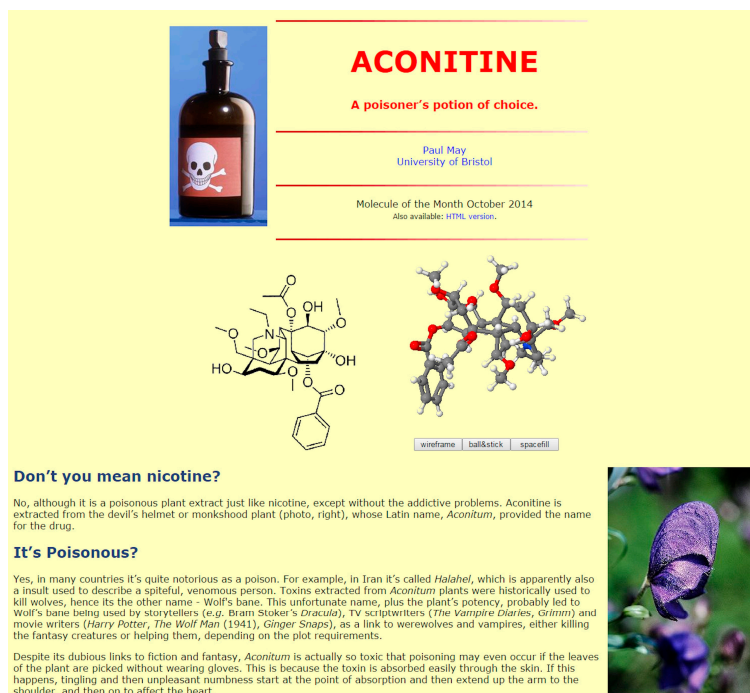 ACONITINE
A poisoner's potion of choice.
Paul May
University of Bristol
Molecule of the Month October 2014
Also available: HTML version.
O
O
OH
N
O
O
O
HO
O
OH
O
O
wireframe ball&stick spacefill
Don't you mean nicotine?
No, although it is a poisonous plant extract just like nicotine, except without the addictive problems. Aconitine is
extracted from the devil's helmet or monkshood plant (photo, right), whose Latin name, Aconitum, provided the name
for the drug.
It's Poisonous?
Yes, in many countries it's quite notorious as a poison. For example, in Iran it's called Halahel, which is apparently also
a insult used to describe a spiteful, venomous person. Toxins extracted from Aconitum plants were historically used to
kill wolves, hence its the other name - Wolf's bane. This unfortunate name, plus the plant's potency, probably led to
Wolf's bane being used by storytellers (e.g. Bram Stoker's Dracula), TV scriptwriters (The Vampire Diaries, Grimm) and
movie writers (Harry Potter, The Wolf Man (1941), Ginger Snaps), as a link to werewolves and vampires, either killing
the fantasy creatures or helping them, depending on the plot requirements.
Despite its dubious links to fiction and fantasy, Aconitum is actually so toxic that poisoning may even occur if the leaves
of the plant are picked without wearing gloves. This is because the toxin is absorbed easily through the skin. If this
happens, tingling and then unpleasant numbness start at the point of absorption and then extend up the arm to the
shoulder, and then on to affect the heart.